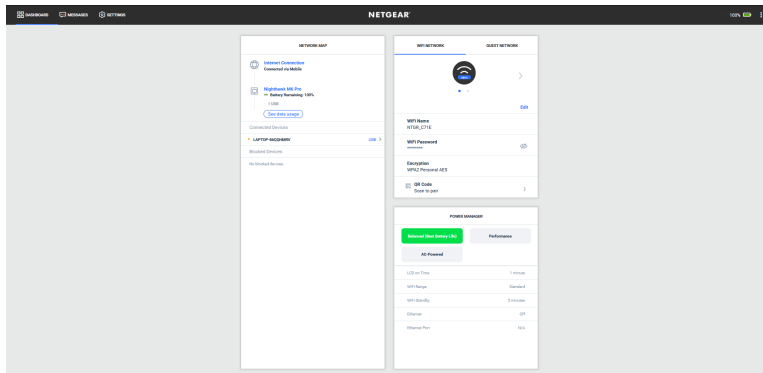 DASHBOARD MESSAGES SETTINGS
NETGEAR
100%
NETWORK MAP
Internet Connection
Connected via Mobile
Nighthawk M6 Pro
Battery Remaining: 100%
1 USB
See data usage
Connected Devices
USB
Blocked Devices
No blocked devices
WIFI NETWORK GUEST NETWORK
Edit
WiFi Name
NTGR_C71E
WiFi Password
********
Encryption
WPA2 Personal AES
QR Code
Scan to pair
POWER MANAGER
Balanced (Best Battery Life) Performance
AC-Powered
LCD on Time 1 minute
WiFi Range Standard
WiFi Standby
Ethernet Off
Ethernet Port N/A